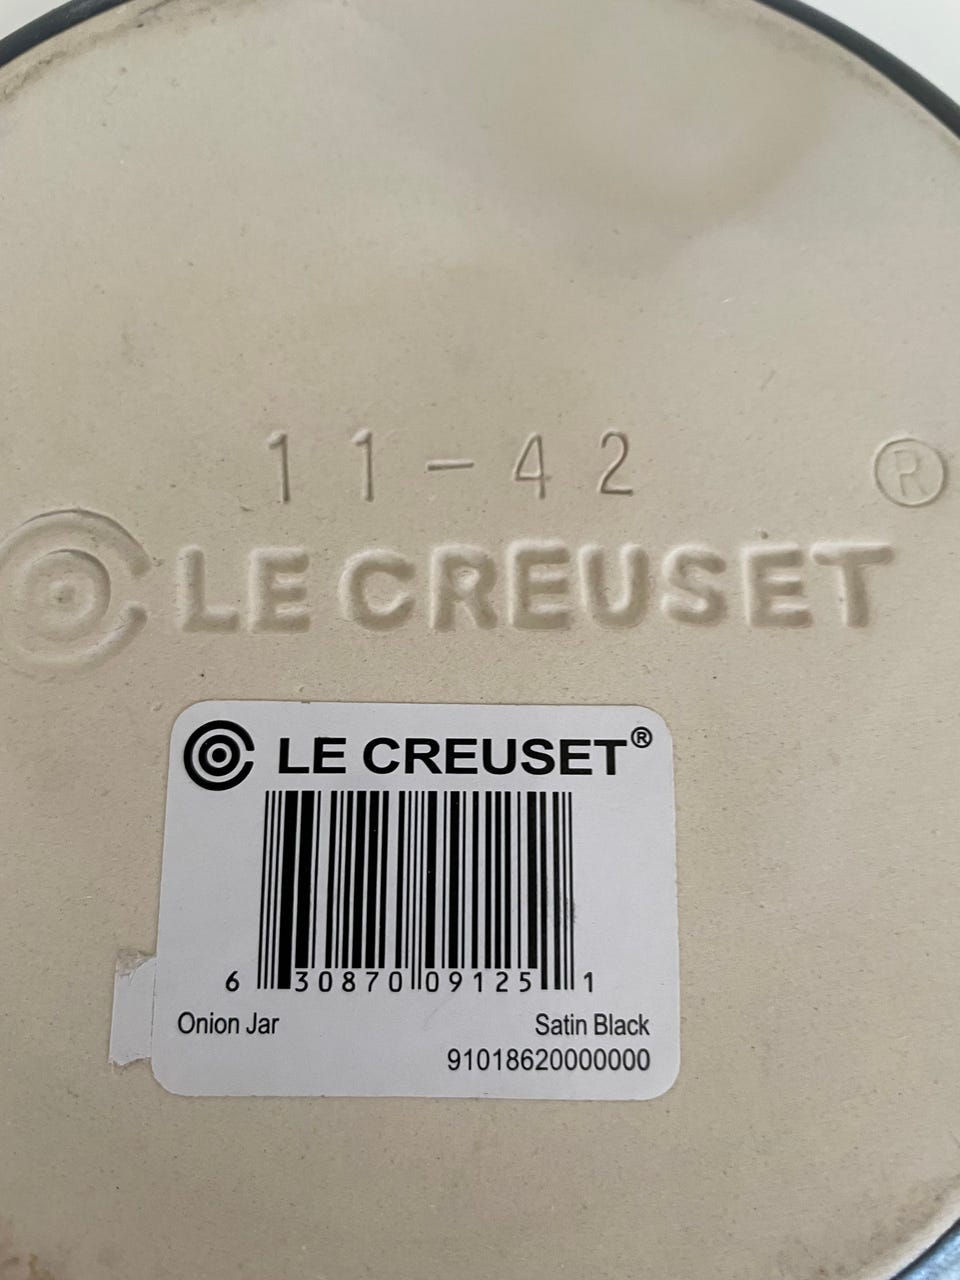 11-42
®
LE CREUSET
LE CREUSET®
6 30870 09125 1
Onion Jar
Satin Black
91018620000000